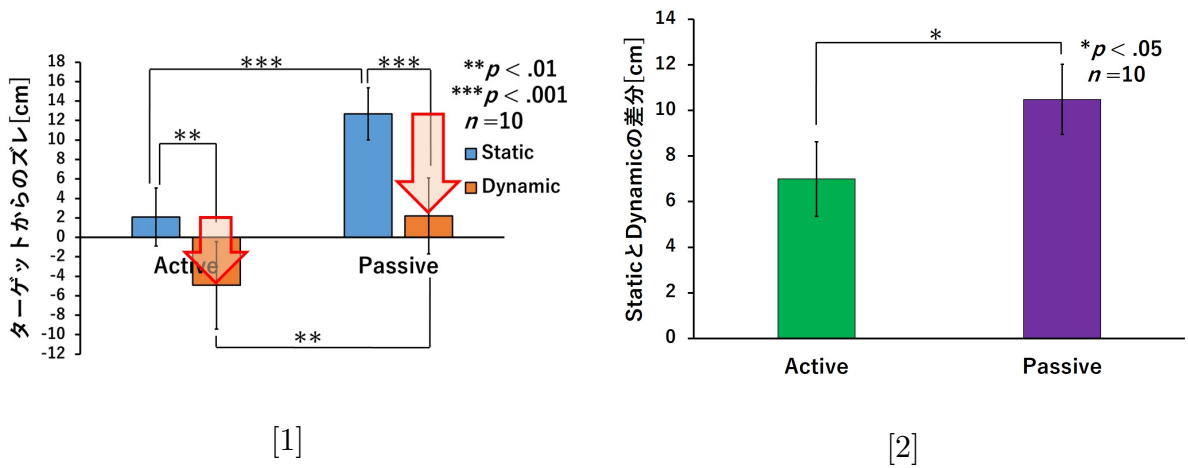 ターゲットからのズレ[cm]
18
16
14
12
10
8
6
4
2
0
-2
-4
-6
-8
-10
-12
***
***
**
**
**p < .01
***p < .001
n =10
Static
Dynamic
Active
Passive
[1]
StaticとDynamicの差分[cm]
14
12
10
8
6
4
2
0
*
*p < .05
n =10
Active
Passive
[2]